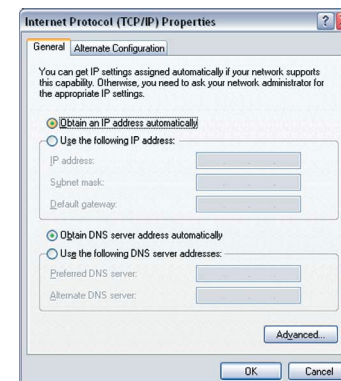 Internet Protocol (TCP/IP) Properties
General
Alternate Configuration
You can get IP settings assigned automatically if your network supports
this capability. Otherwise, you need to ask your network administrator for
the appropriate IP settings.
Obtain an IP address automatically
Use the following IP address:
IP address:
Subnet mask:
Default gateway:
Obtain DNS server address automatically
Use the following DNS server addresses:
Preferred DNS server:
Alternate DNS server:
Advanced...
OK
Cancel